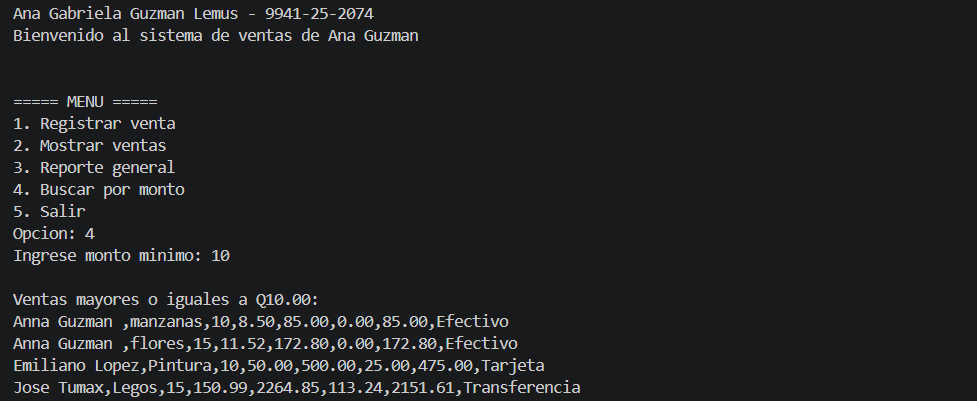 Ana Gabriela Guzman Lemus - 9941-25-2074
Bienvenido al sistema de ventas de Ana Guzman
===== MENU =====
1. Registrar venta
2. Mostrar ventas
3. Reporte general
4. Buscar por monto
5. Salir
Opcion: 4
Ingrese monto minimo: 10
Ventas mayores o iguales a Q10.00:
Anna Guzman ,manzanas,10,8.50,85.00,0.00,85.00,Efectivo
Anna Guzman ,flores,15,11.52,172.80,0.00,172.80,Efectivo
Emiliano Lopez,Pintura,10,50.00,500.00,25.00,475.00,Tarjeta
Jose Tumax,Legos,15,150.99,2264.85,113.24,2151.61,Transferencia